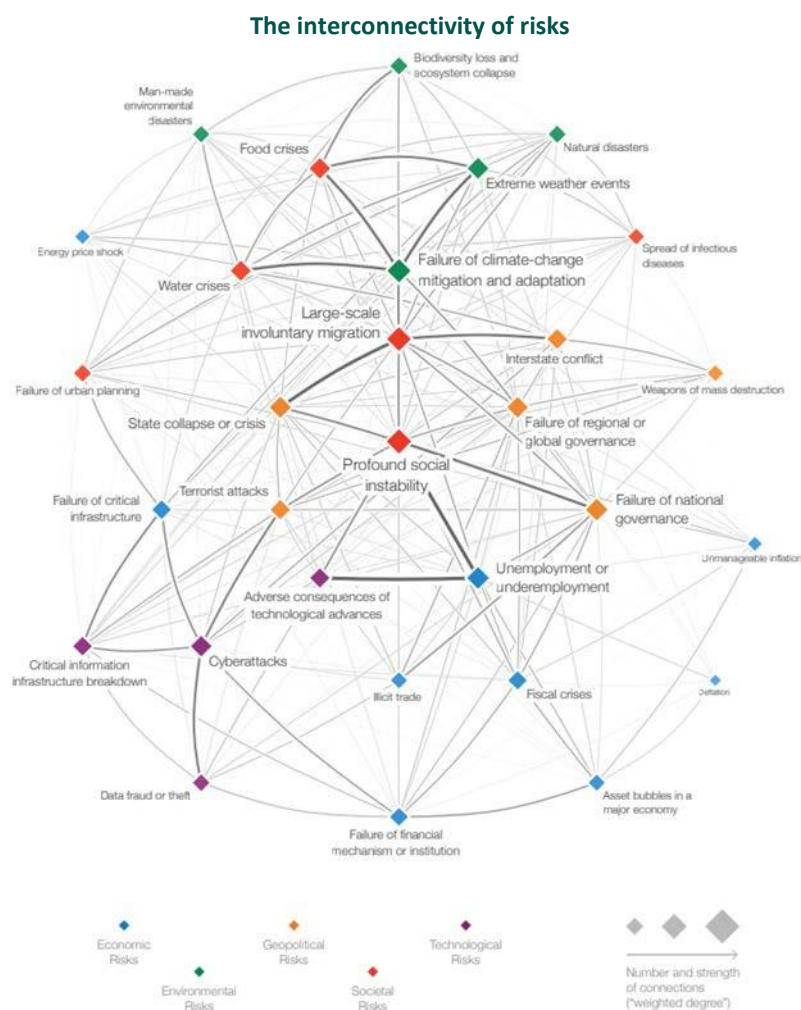 The interconnectivity of risks
Biodiversity loss and
ecosystem collapse
Man-made
environmental
disasters
Food crises
Natural disasters
Extreme weather events
Energy price shock
Spread of infectious
diseases
Water crises
Failure of climate-change
mitigation and adaptation
Large-scale
involuntary migration
Interstate conflict
Failure of urban planning
Weapons of mass destruction
State collapse or crisis
Failure of regional or
global governance
Profound social
instability
Failure of critical
infrastructure
Terrorist attacks
Failure of national
governance
Unmanageable inflation
Adverse consequences of
technological advances
Unemployment or
underemployment
Critical information
infrastructure breakdown
Cyberattacks
Illicit trade
Fiscal crises
Deflation
Data fraud or theft
Asset bubbles in a
major economy
Failure of financial
mechanism or institution
Economic
Risks
Geopolitical
Risks
Technological
Risks
Environmental
Risks
Societal
Risks
Number and strength
of connections
("weighted degree")